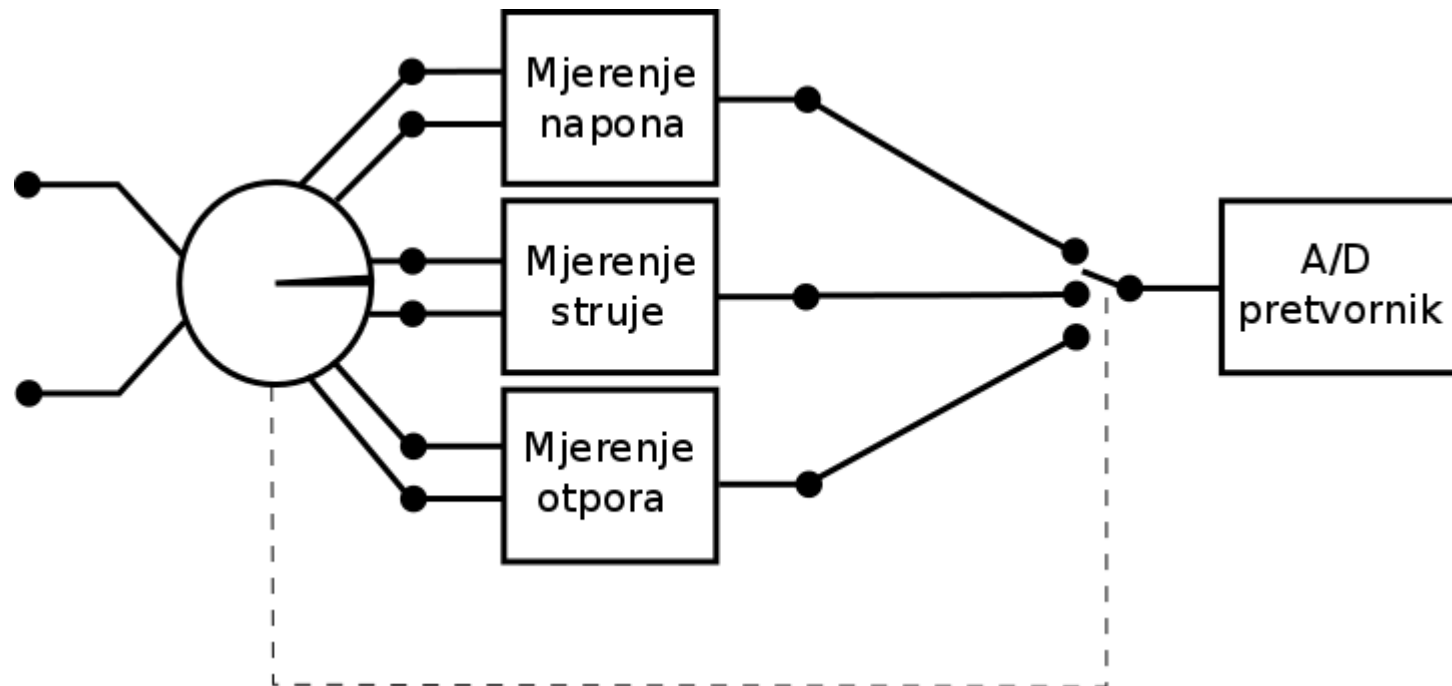 Mjerenje
napona
Mjerenje
struje
Mjerenje
otpora
A/D
pretvornik